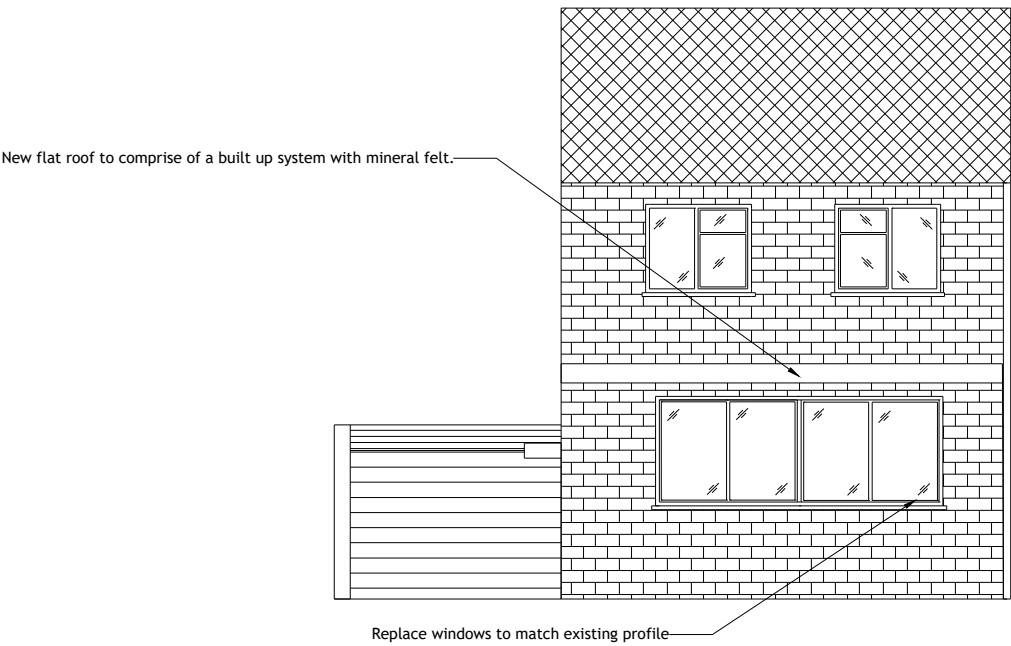 New flat roof to comprise of a built up system with mineral felt.
Replace windows to match existing profile